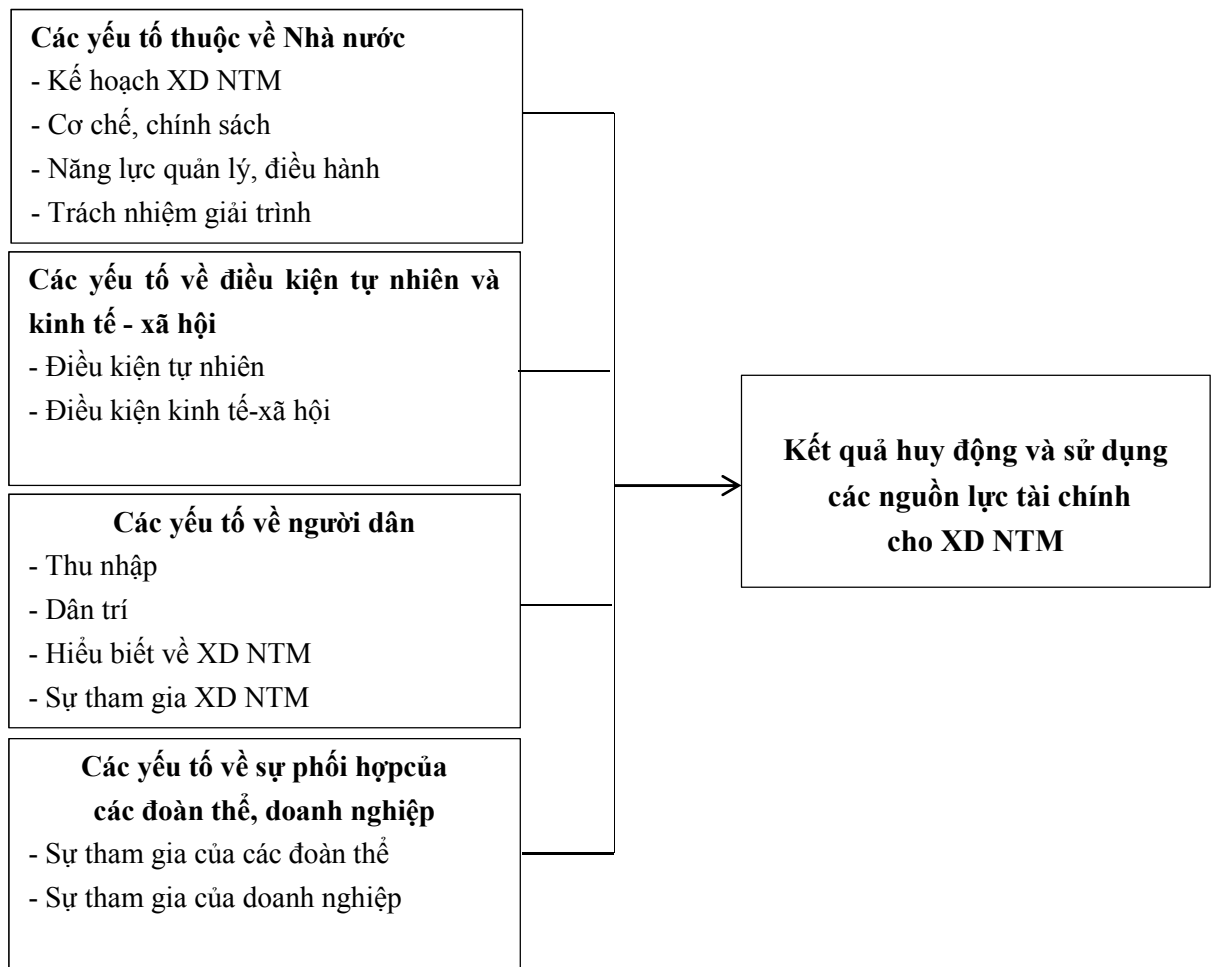 Các yếu tố thuộc về Nhà nước
- Kế hoạch XD NTM
- Cơ chế, chính sách
- Năng lực quản lý, điều hành
- Trách nhiệm giải trình
Các yếu tố về điều kiện tự nhiên và
kinh tế - xã hội
- Điều kiện tự nhiên
- Điều kiện kinh tế-xã hội
Các yếu tố về người dân
- Thu nhập
- Dân trí
- Hiểu biết về XD NTM
- Sự tham gia XD NTM
Các yếu tố về sự phối hợpcủa
các đoàn thể, doanh nghiệp
- Sự tham gia của các đoàn thể
- Sự tham gia của doanh nghiệp
Kết quả huy động và sử dụng
các nguồn lực tài chính
cho XD NTM